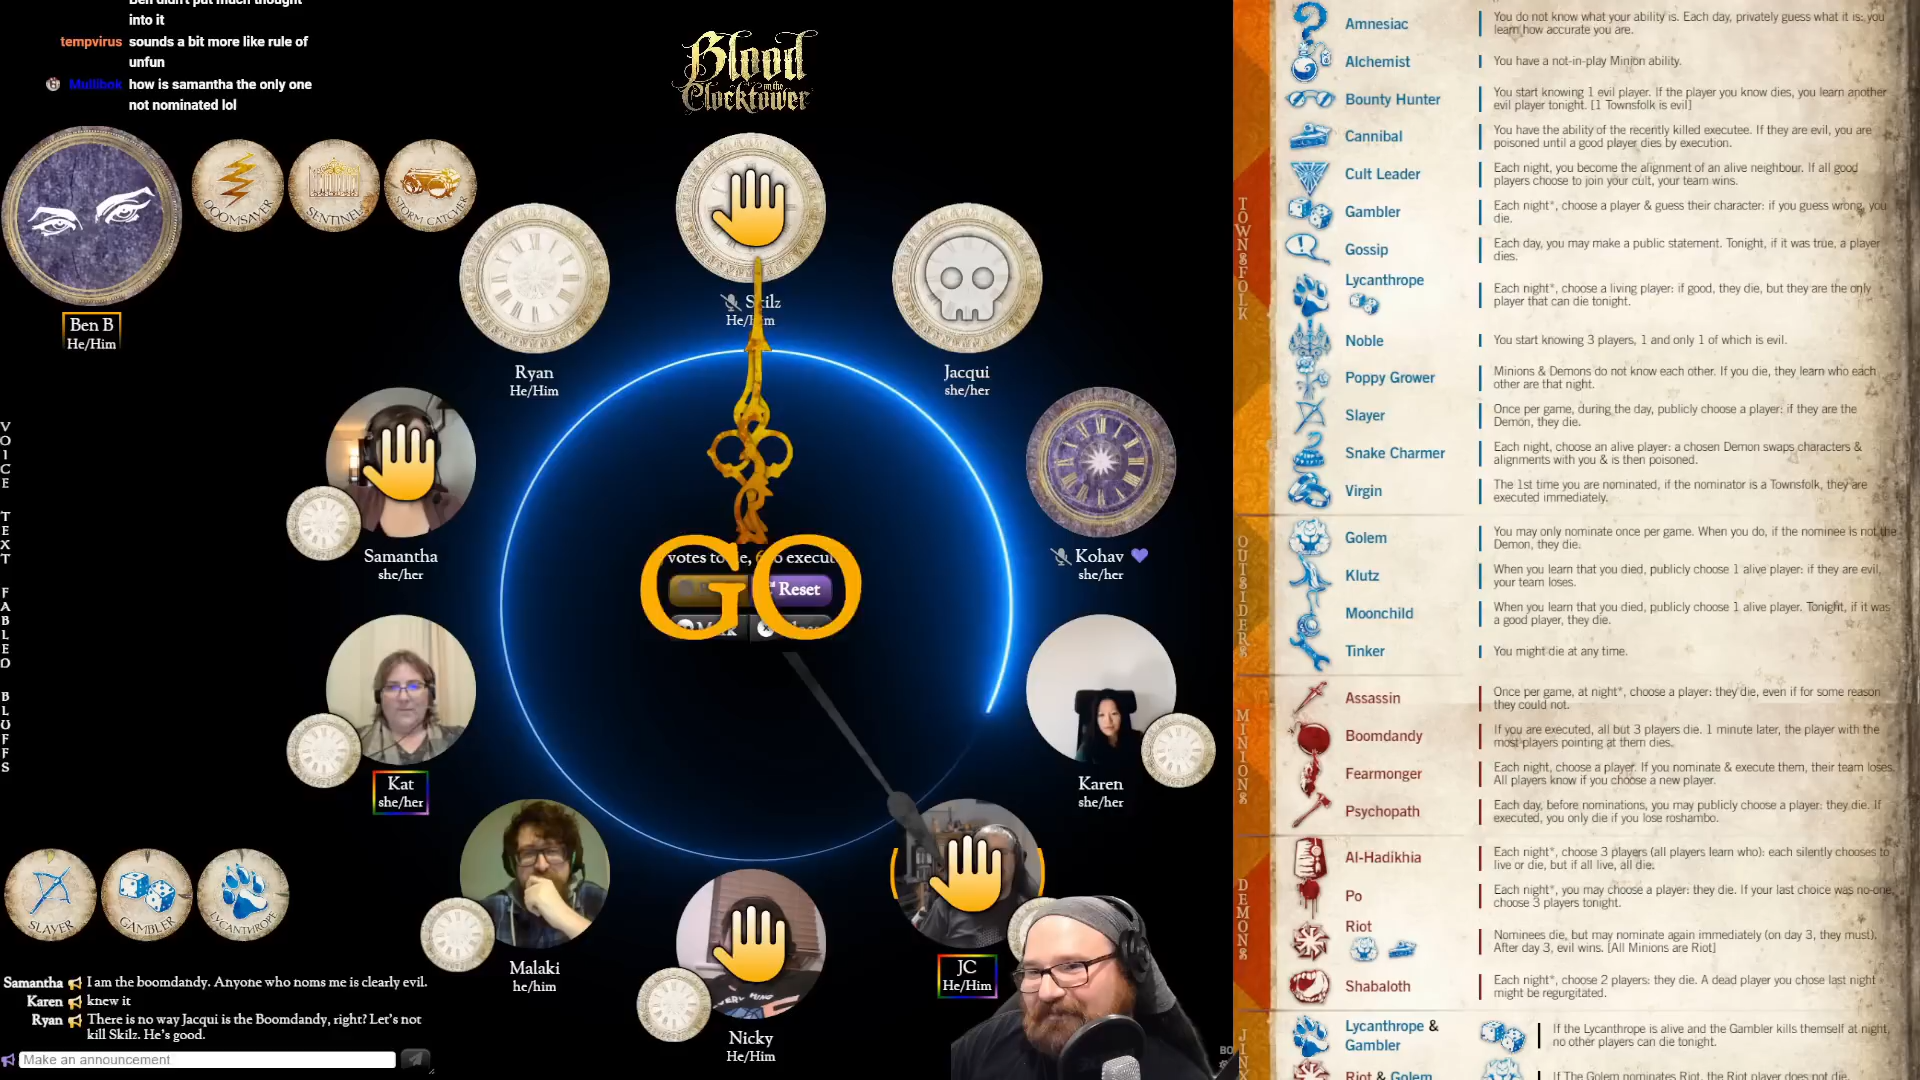 Ben didn't put much thought
into it
tempvirus sounds a bit more like rule of
unfun
Mullibok how is samantha the only one
not nominated lol
Blood
on the
Clocktower
DOOMSAYER
SENTINEL
STORM CATCHER
Ben B
He/Him
Ryan
He/Him
Skilz
He/Him
Jacqui
she/her
Samantha
she/her
Kohav
she/her
Kat
she/her
Karen
she/her
Malaki
he/him
Nicky
He/Him
JC
He/Him
votes to
GO
Reset
VOICE
TEXT
FABLED
BLUFFS
SLAYER
GAMBLER
LYCANTHROPE
Samantha I am the boomdandy. Anyone who noms me is clearly evil.
Karen knew it
Ryan There is no way Jacqui is the Boomdandy, right? Let's not
kill Skilz. He's good.
Make an announcement
TOWNSFOLK
Amnesiac
You do not know what your ability is. Each day, privately guess what it is: you
learn how accurate you are.
Alchemist
You have a not-in-play Minion ability.
Bounty Hunter
You start knowing 1 evil player. If the player you know dies, you learn another
evil player tonight. [1 Townsfolk is evil]
Cannibal
You have the ability of the recently killed executee. If they are evil, you are
poisoned until a good player dies by execution.
Cult Leader
Each night, you become the alignment of an alive neighbour. If all good
players choose to join your cult, your team wins.
Gambler
Each night*, choose a player & guess their character: if you guess wrong, you
die.
Gossip
Each day, you may make a public statement. Tonight, if it was true, a player
dies.
Lycanthrope
Each night*, choose a living player: if good, they die, but they are the only
player that can die tonight.
Noble
You start knowing 3 players, 1 and only 1 of which is evil.
Poppy Grower
Minions & Demons do not know each other. If you die, they learn who each
other are that night.
Slayer
Once per game, during the day, publicly choose a player: if they are the
Demon, they die.
Snake Charmer
Each night, choose an alive player: a chosen Demon swaps characters &
alignments with you & is then poisoned.
Virgin
The 1st time you are nominated, if the nominator is a Townsfolk, they are
executed immediately.
OUTSIDERS
Golem
You may only nominate once per game. When you do, if the nominee is not the
Demon, they die.
Klutz
When you learn that you died, publicly choose 1 alive player: if they are evil,
your team loses.
Moonchild
When you learn that you died, publicly choose 1 alive player. Tonight, if it was
a good player, they die.
Tinker
You might die at any time.
MINIONS
Assassin
Once per game, at night*, choose a player: they die, even if for some reason
they could not.
Boomdandy
If you are executed, all but 3 players die. 1 minute later, the player with the
most players pointing at them dies.
Fearmonger
Each night, choose a player. If you nominate & execute them, their team loses.
All players know if you choose a new player.
Psychopath
Each day, before nominations, you may publicly choose a player: they die. If
executed, you only die if you lose roshambo.
DEMONS
Al-Hadikhia
Each night*, choose 3 players (all players learn who): each silently chooses to
live or die, but if all live, all die.
Po
Each night*, you may choose a player: they die. If your last choice was no-one,
choose 3 players tonight.
Riot
Nominees die, but may nominate again immediately (on day 3, they must).
After day 3, evil wins. [All Minions are Riot]
Shabaloth
Each night*, choose 2 players: they die. A dead player you chose last night
might be regurgitated.
JINX
Lycanthrope &
Gambler
If the Lycanthrope is alive and the Gambler kills themself at night,
no other players can die tonight.
Riot & Golem
If The Golem nominates Riot, the Riot player does not die.